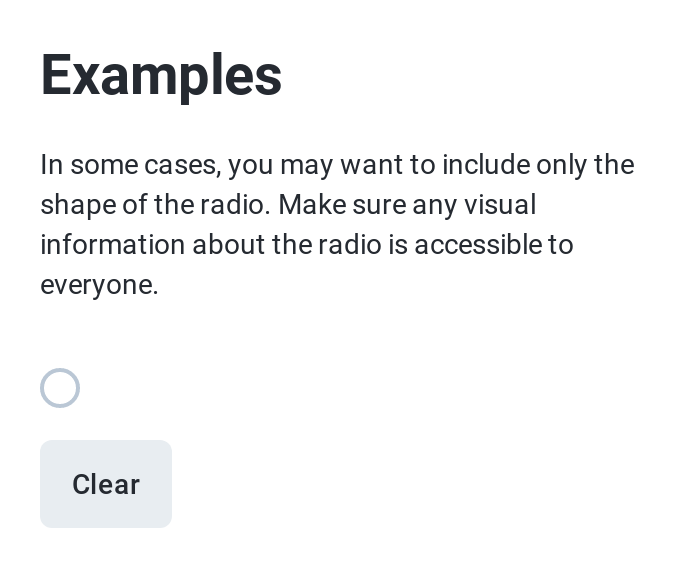 Examples
In some cases, you may want to include only the
shape of the radio. Make sure any visual
information about the radio is accessible to
everyone.
Clear